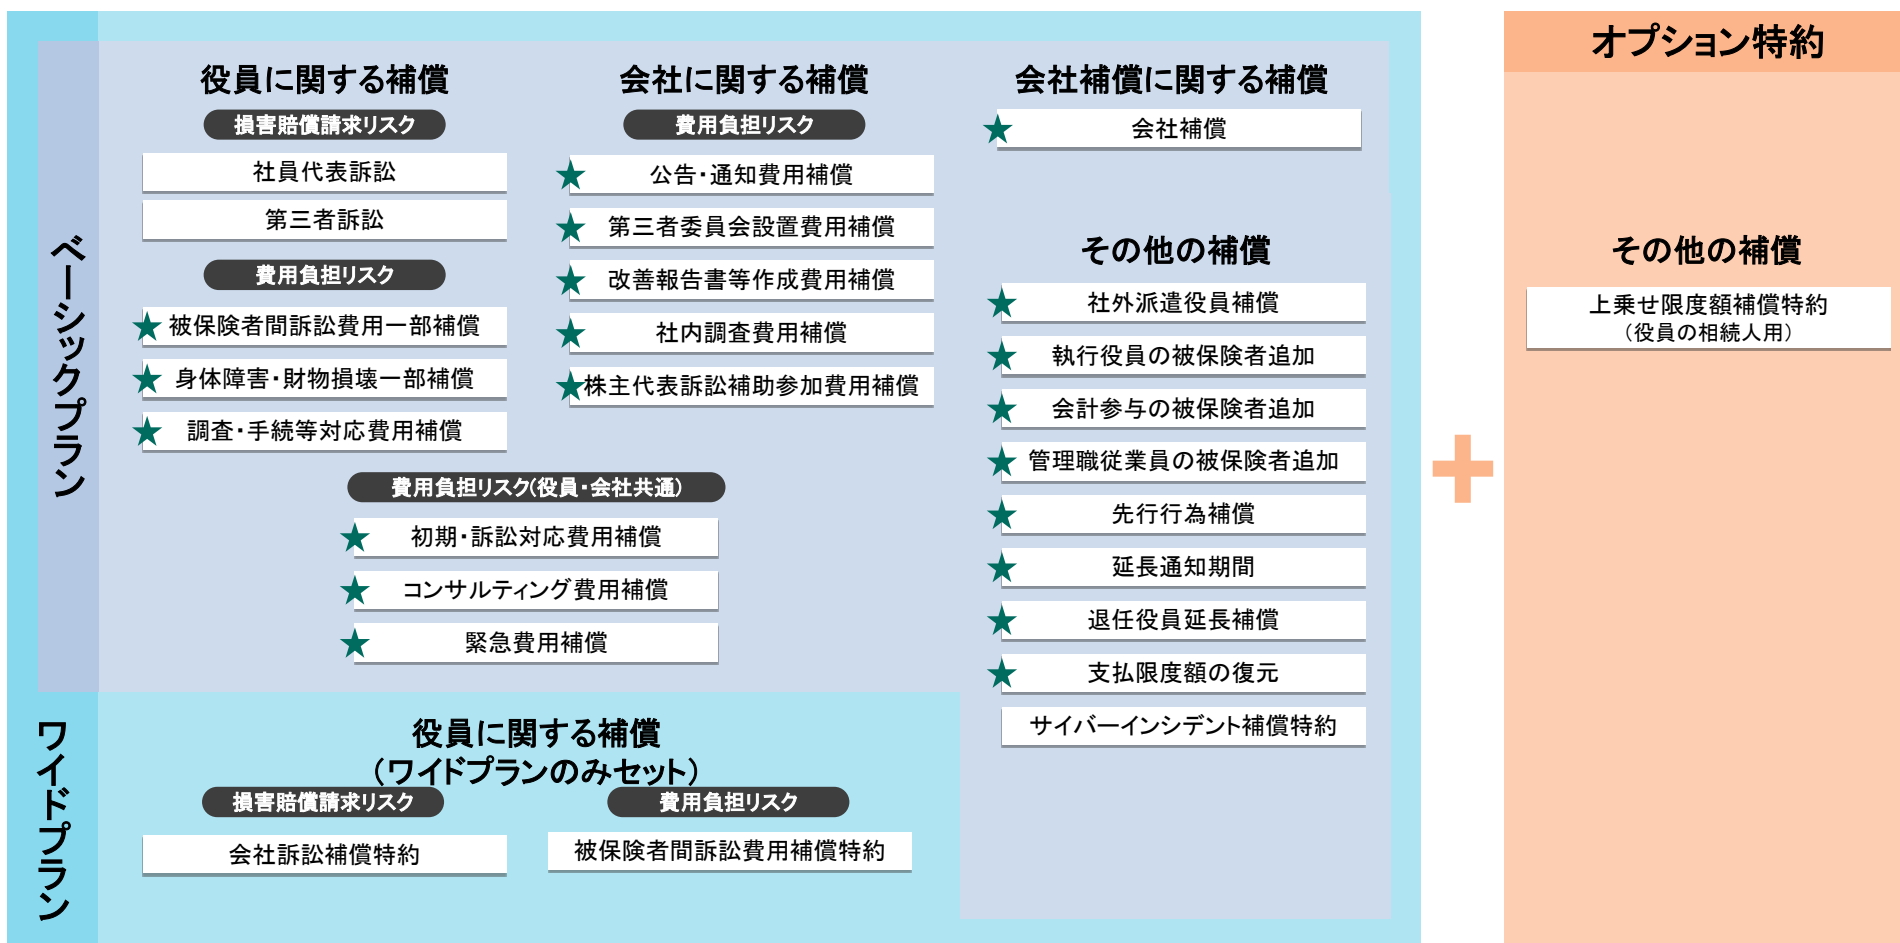 ベーシックプラン
役員に関する補償
損害賠償請求リスク
社員代表訴訟
第三者訴訟
費用負担リスク
★被保険者間訴訟費用一部補償
★身体障害・財物損壊一部補償
★調査・手続等対応費用補償
会社に関する補償
費用負担リスク
★公告・通知費用補償
★第三者委員会設置費用補償
★改善報告書等作成費用補償
★社内調査費用補償
★株主代表訴訟補助参加費用補償
費用負担リスク(役員・会社共通)
★初期・訴訟対応費用補償
★コンサルティング費用補償
★緊急費用補償
会社補償に関する補償
★会社補償
その他の補償
★社外派遣役員補償
★執行役員の被保険者追加
★会計参与の被保険者追加
★管理職従業員の被保険者追加
★先行行為補償
★延長通知期間
★退任役員延長補償
★支払限度額の復元
サイバーインシデント補償特約
ワイドプラン
役員に関する補償
（ワイドプランのみセット）
損害賠償請求リスク
会社訴訟補償特約
費用負担リスク
被保険者間訴訟費用補償特約
+
オプション特約
その他の補償
上乗せ限度額補償特約
（役員の相続人用）